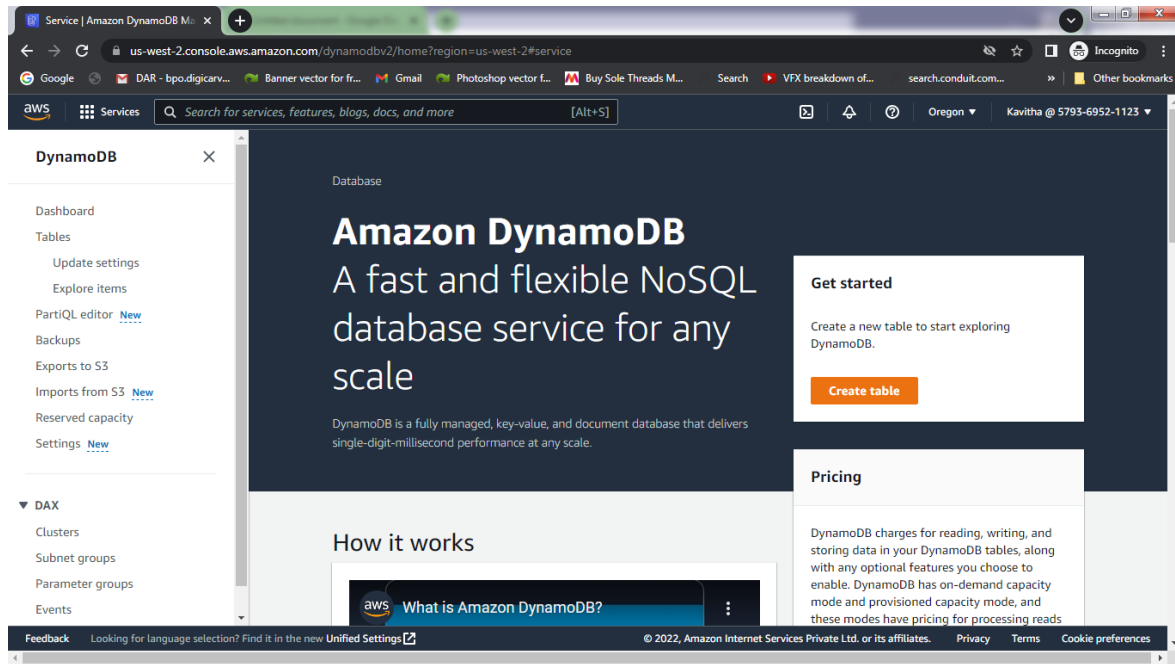 Service | Amazon DynamoDB Ma
us-west-2.console.aws.amazon.com/dynamodbv2/home?region=us-west-2#service
Incognito
Google
DAR - bpo.digicarv...
Banner vector for fr...
Gmail
Photoshop vector f...
Buy Sole Threads M...
Search
VFX breakdown of...
search.conduit.com...
»
Other bookmarks
aws
Services
Search for services, features, blogs, docs, and more
[Alt+S]
Oregon ▼
Kavitha @ 5793-6952-1123 ▼
DynamoDB
Dashboard
Tables
Update settings
Explore items
PartiQL editor New
Backups
Exports to S3
Imports from S3 New
Reserved capacity
Settings New
▼ DAX
Clusters
Subnet groups
Parameter groups
Events
Database
Amazon DynamoDB
A fast and flexible NoSQL
database service for any
scale
DynamoDB is a fully managed, key-value, and document database that delivers
single-digit-millisecond performance at any scale.
Get started
Create a new table to start exploring
DynamoDB.
Create table
Pricing
DynamoDB charges for reading, writing, and
storing data in your DynamoDB tables, along
with any optional features you choose to
enable. DynamoDB has on-demand capacity
mode and provisioned capacity mode, and
these modes have pricing for processing reads
How it works
aws
What is Amazon DynamoDB?
Feedback
Looking for language selection? Find it in the new Unified Settings
© 2022, Amazon Internet Services Private Ltd. or its affiliates.
Privacy
Terms
Cookie preferences